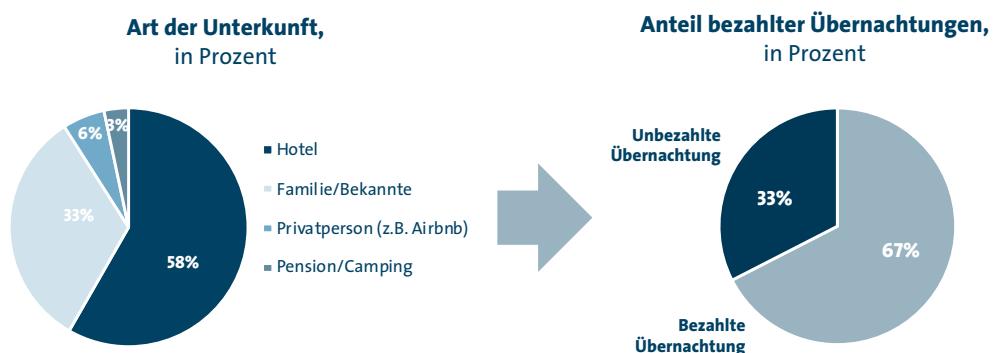 Art der Unterkunft,
in Prozent
3%
6%
33%
58%
Hotel
Familie/Bekannte
Privatperson (z.B. Airbnb)
Pension/Camping
Anteil bezahlter Übernachtungen,
in Prozent
Unbezahlte
Übernachtung
33%
67%
Bezahlte
Übernachtung